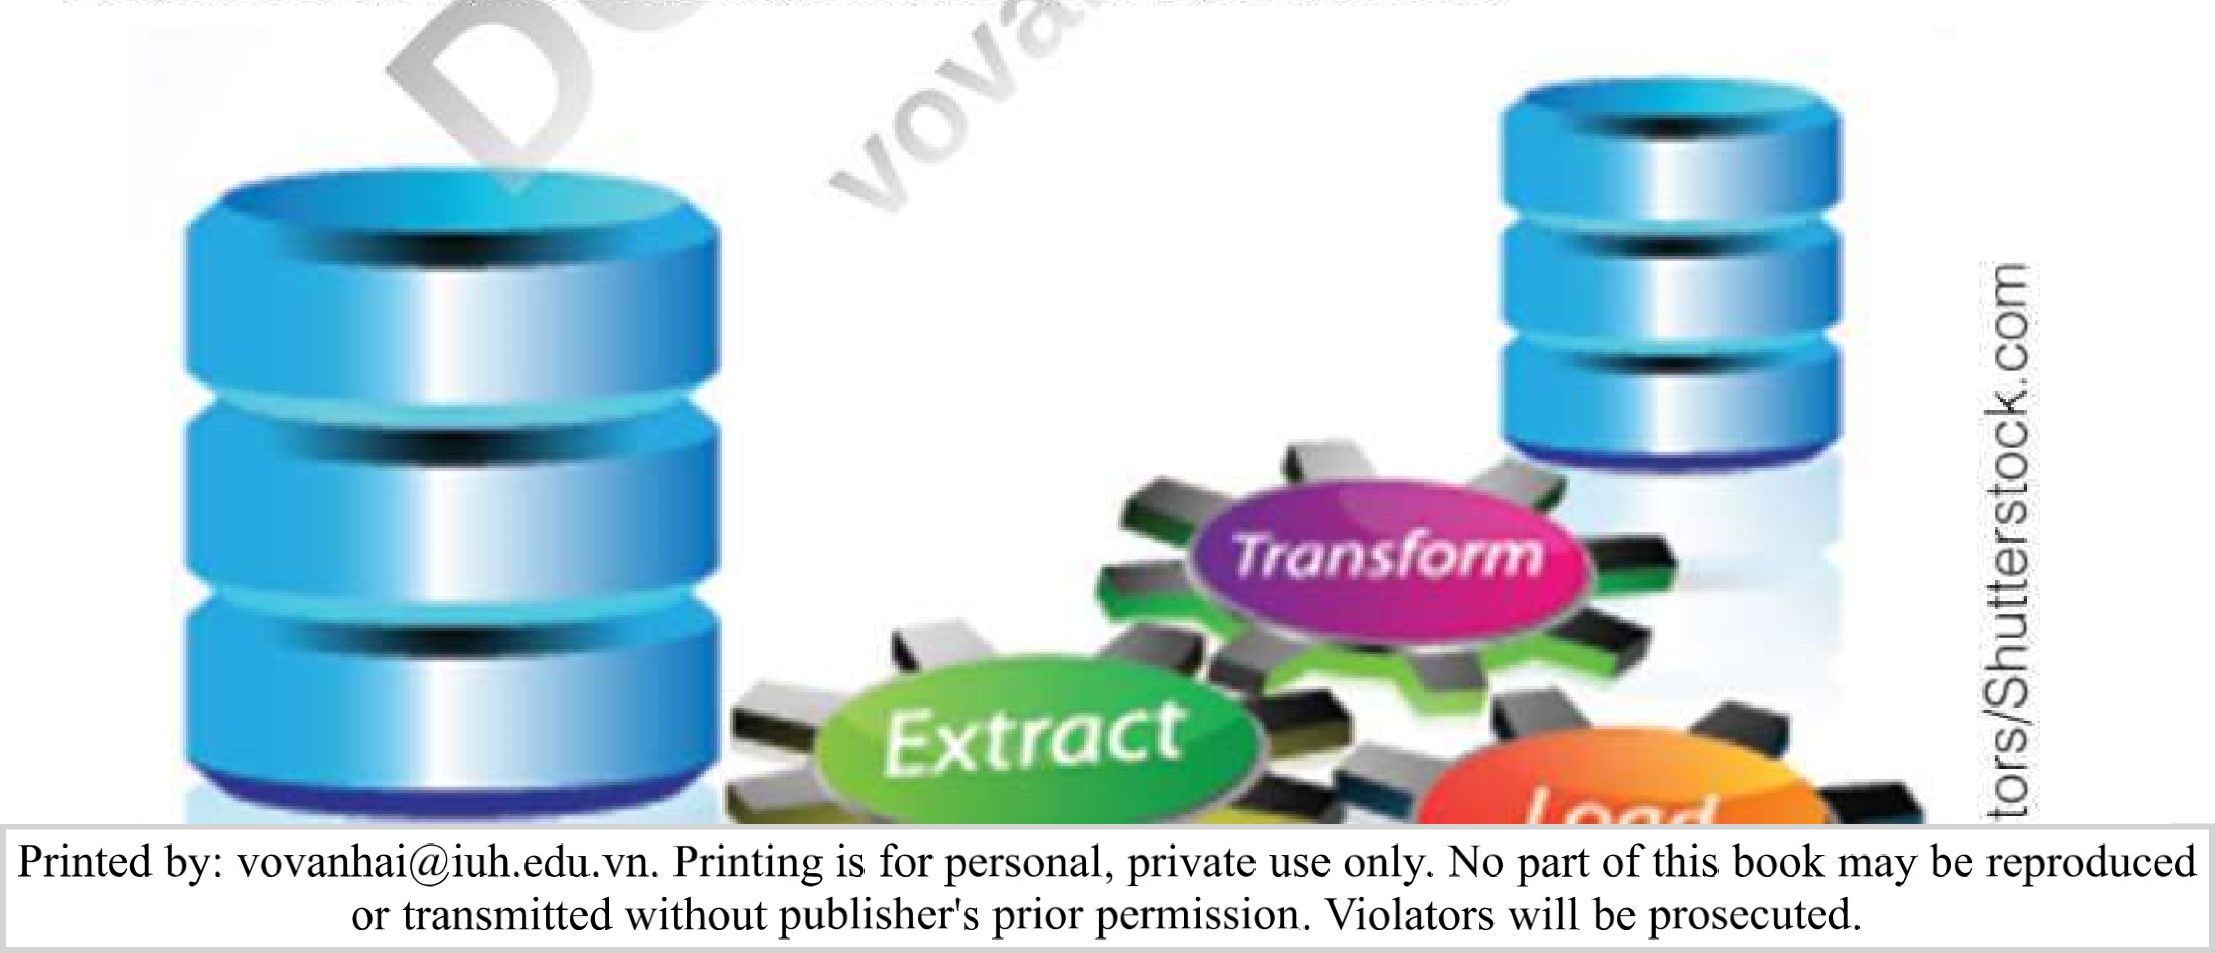 Transform
Extract
Load
tors/Shutterstock.com
Printed by: vovanhai@iuh.edu.vn. Printing is for personal, private use only. No part of this book may be reproduced
or transmitted without publisher's prior permission. Violators will be prosecuted.